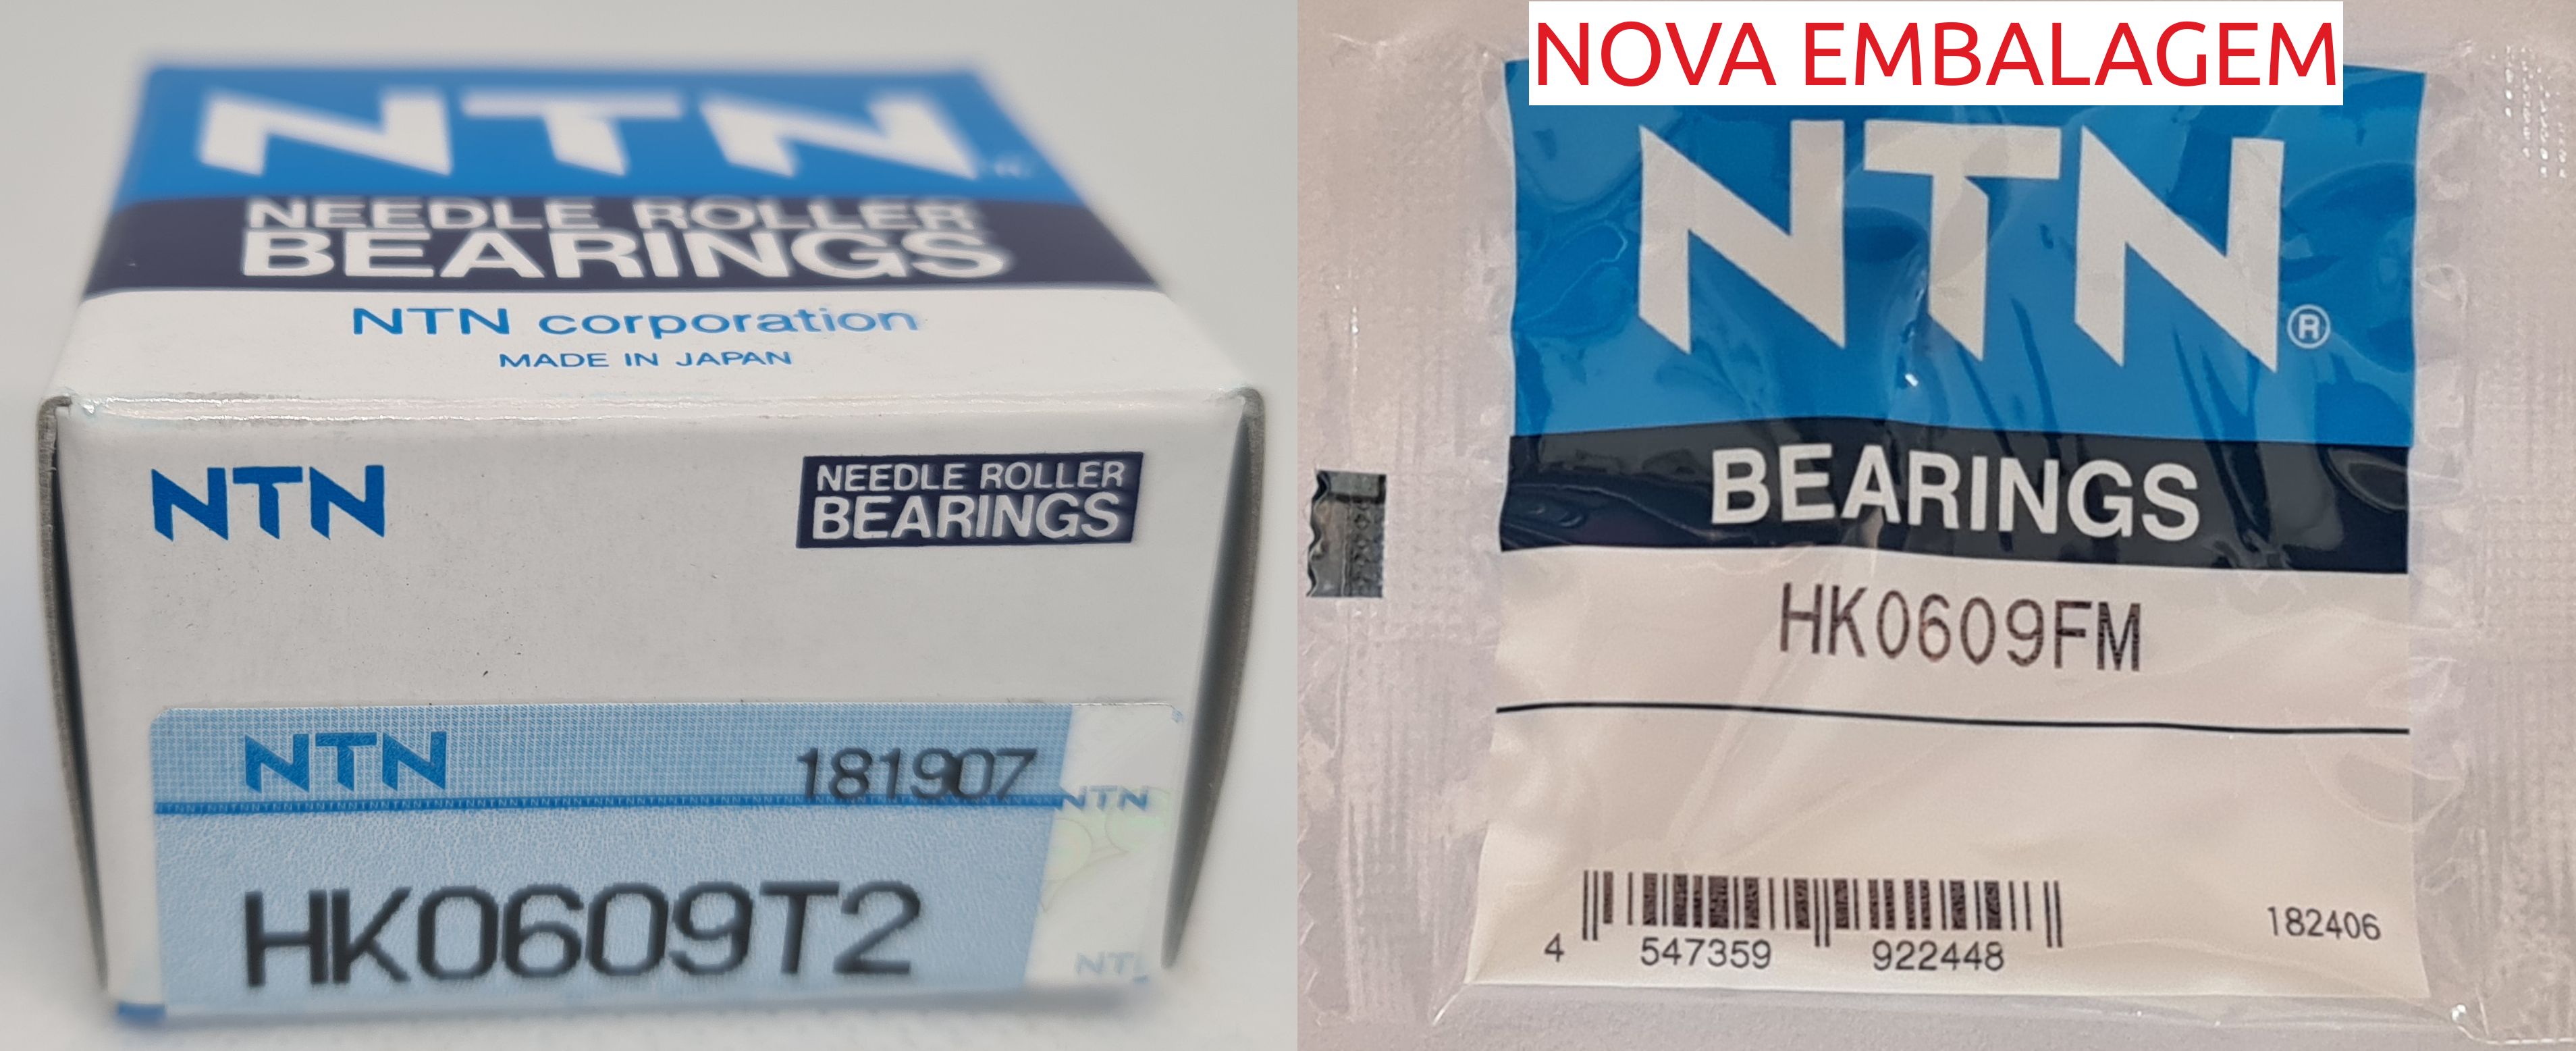 NTN
NEEDLE ROLLER
BEARINGS
NTN corporation
MADE IN JAPAN
NTN
NEEDLE ROLLER
BEARINGS
NTN
181907
NTN
HK0609T2
NOVA EMBALAGEM
NTN®
BEARINGS
HK0609FM
4 547359 922448
182406